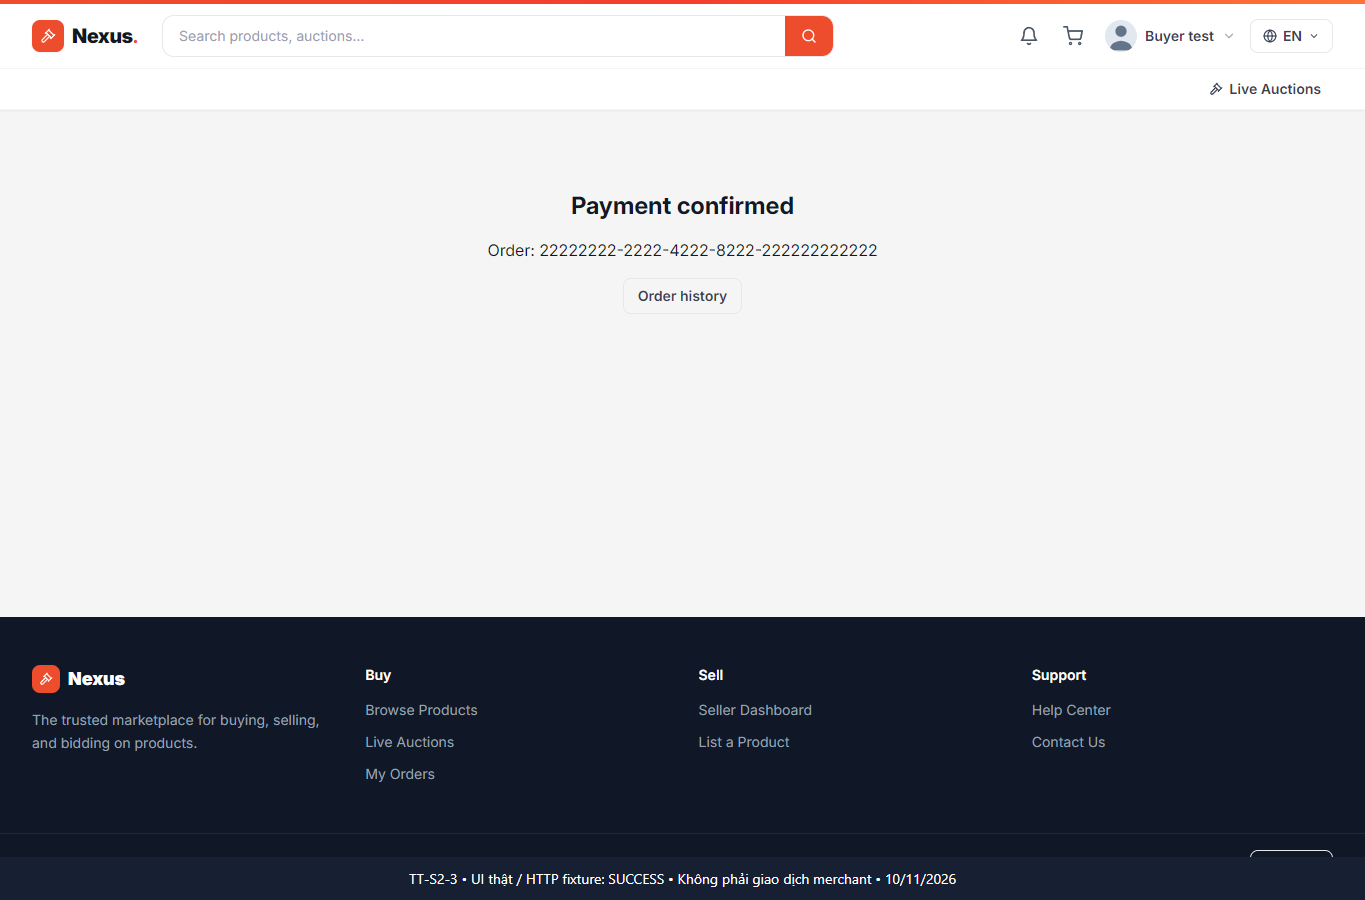 Nexus.
Search products, auctions...
Buyer test
EN
Live Auctions
Payment confirmed
Order: 22222222-2222-4222-8222-222222222222
Order history
Nexus
The trusted marketplace for buying, selling,
and bidding on products.
Buy
Browse Products
Live Auctions
My Orders
Sell
Seller Dashboard
List a Product
Support
Help Center
Contact Us
TT-S2-3 • UI thật / HTTP fixture: SUCCESS • Không phải giao dịch merchant • 10/11/2026